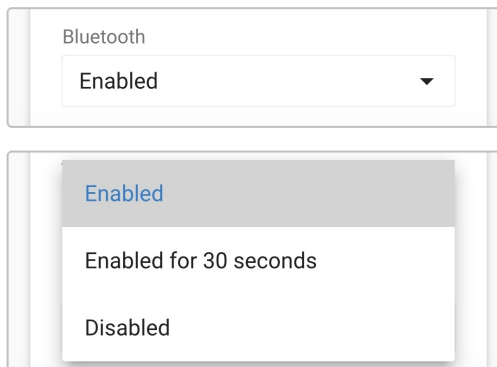 Bluetooth
Enabled
Enabled
Enabled for 30 seconds
Disabled